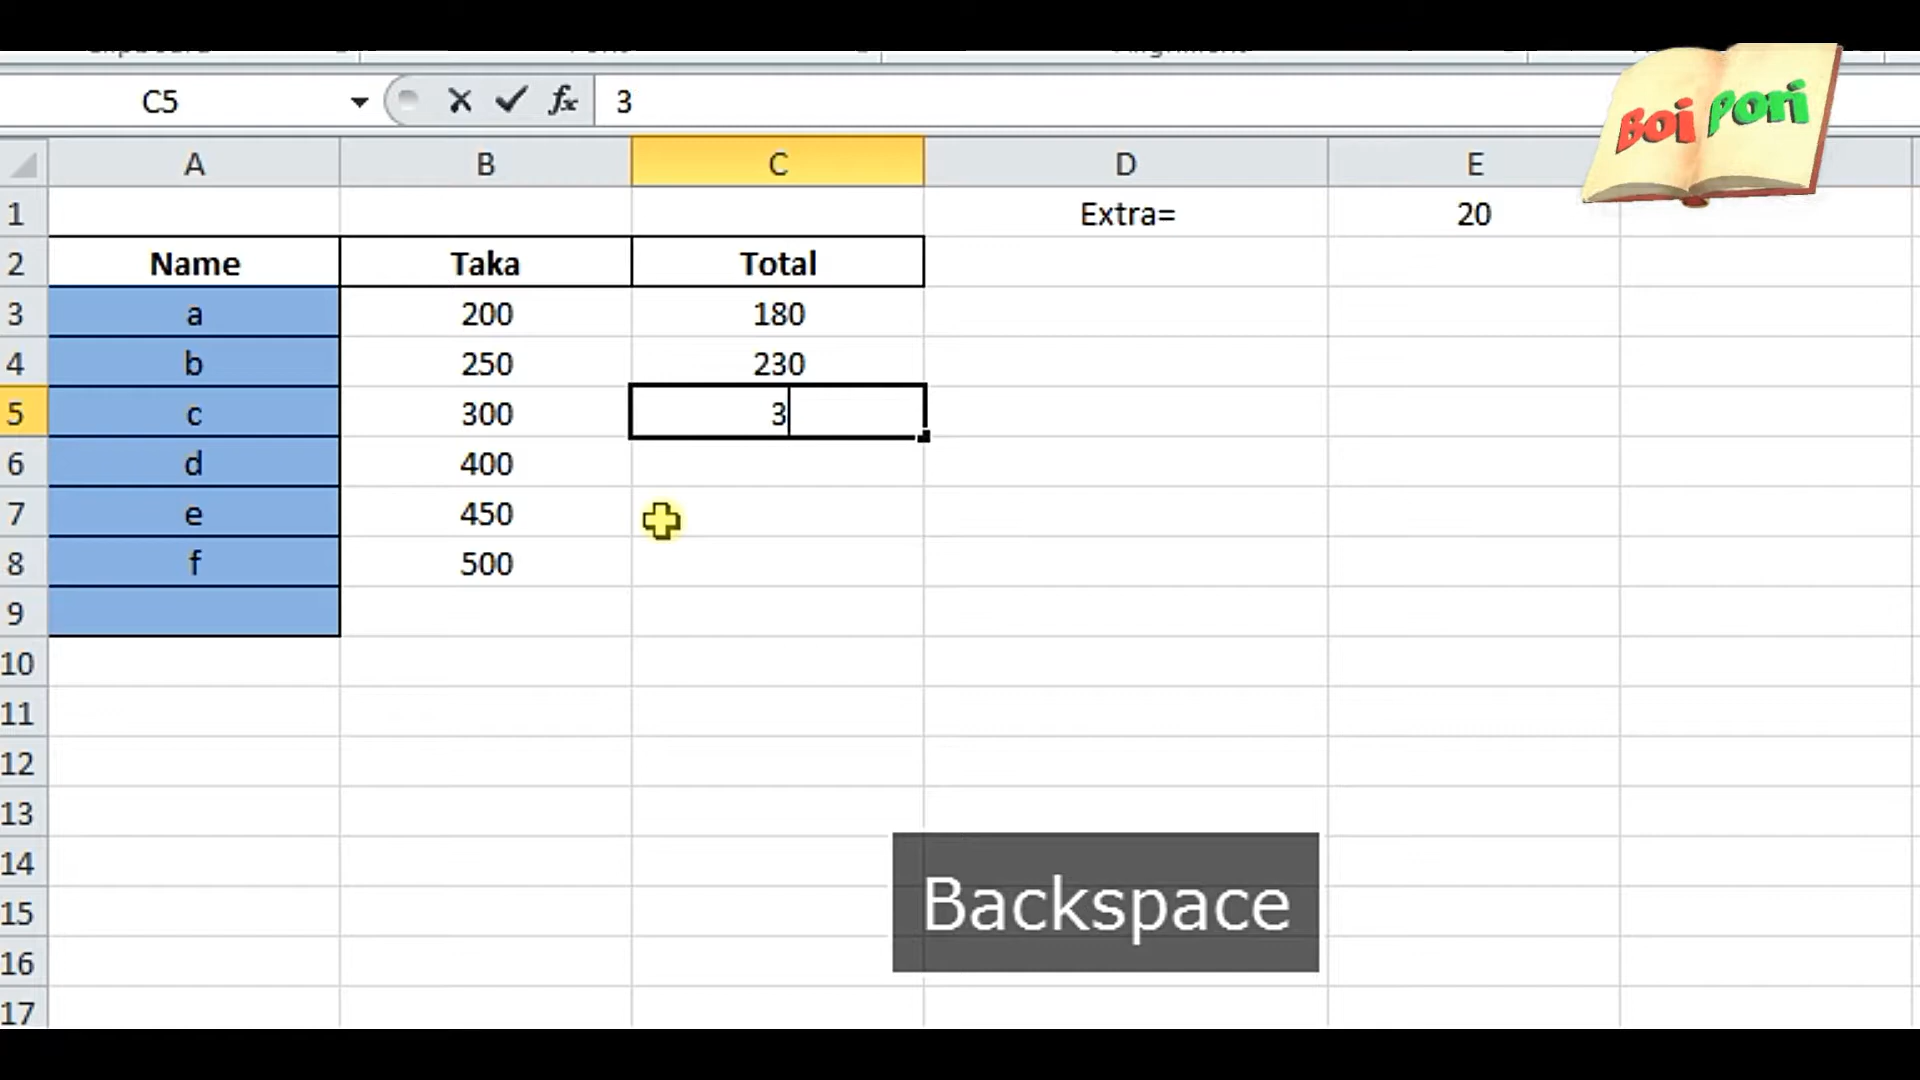 C5 fx 3
Boi Pori
A B C D E
1 Extra= 20
2 Name Taka Total
3 a 200 180
4 b 250 230
5 c 300 3
6 d 400
7 e 450
8 f 500
9
10
11
12
13
14
15
16
17
Backspace